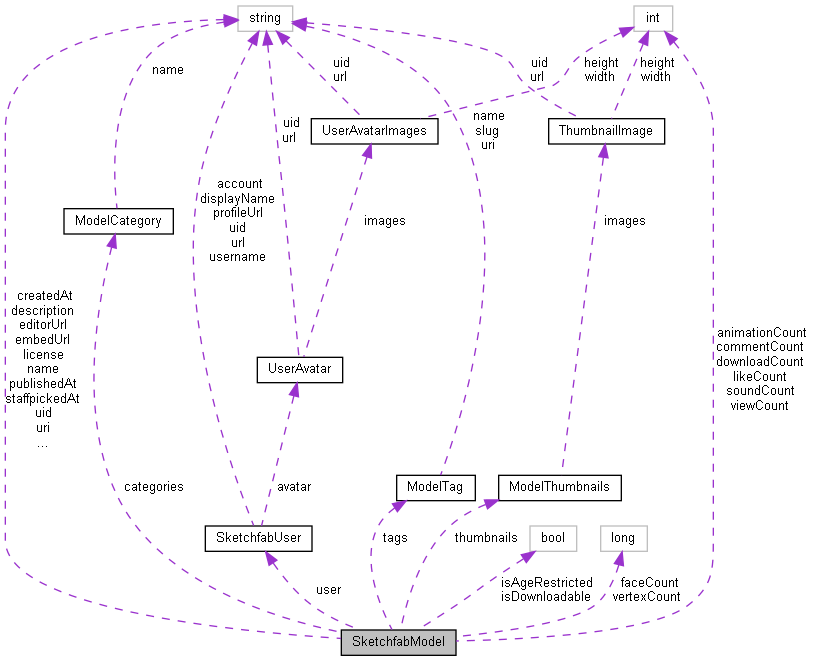 string
int
name
uid
url
height
width
uid
url
height
width
UserAvatarImages
ThumbnailImage
uid
url
name
slug
uri
account
displayName
profileUrl
uid
url
username
ModelCategory
images
images
createdAt
description
editorUrl
embedUrl
license
name
publishedAt
staffpickedAt
uid
uri
...
animationCount
commentCount
downloadCount
likeCount
soundCount
viewCount
UserAvatar
categories
avatar
ModelTag
ModelThumbnails
SketchfabUser
tags
thumbnails
bool
long
user
isAgeRestricted
isDownloadable
faceCount
vertexCount
SketchfabModel